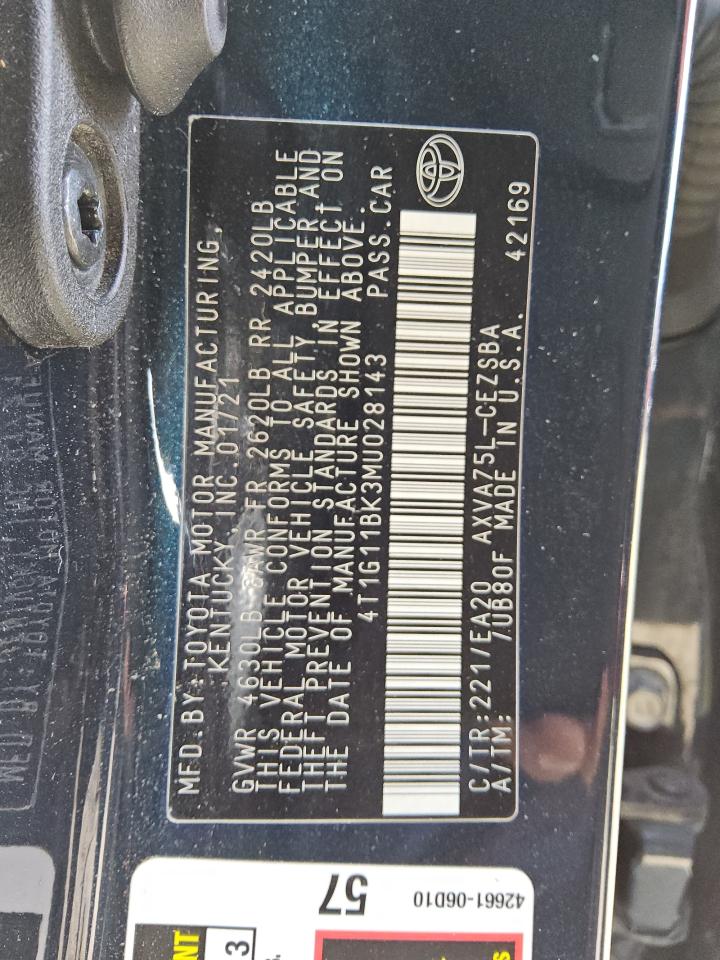 MFD.BY:TOYOTA MOTOR MANUFACTURING,
KENTUCKY, INC.01/21
GVWR 4630LB AWR FR 2620LB RR 2420LB
THIS VEHICLE CONFORMS TO ALL APPLICABLE
FEDERAL MOTOR VEHICLE SAFETY, BUMPER AND
THEFT PREVENTION STANDARDS IN EFFECT ON
THE DATE OF MANUFACTURE SHOWN ABOVE.
4T1G11BK3MU028143 PASS.CAR
C/TR:221/EA20 AXVA75L-CEZSBA
A/TM: /UB80F MADE IN U.S.A. 42169
57
42661-06D10
3